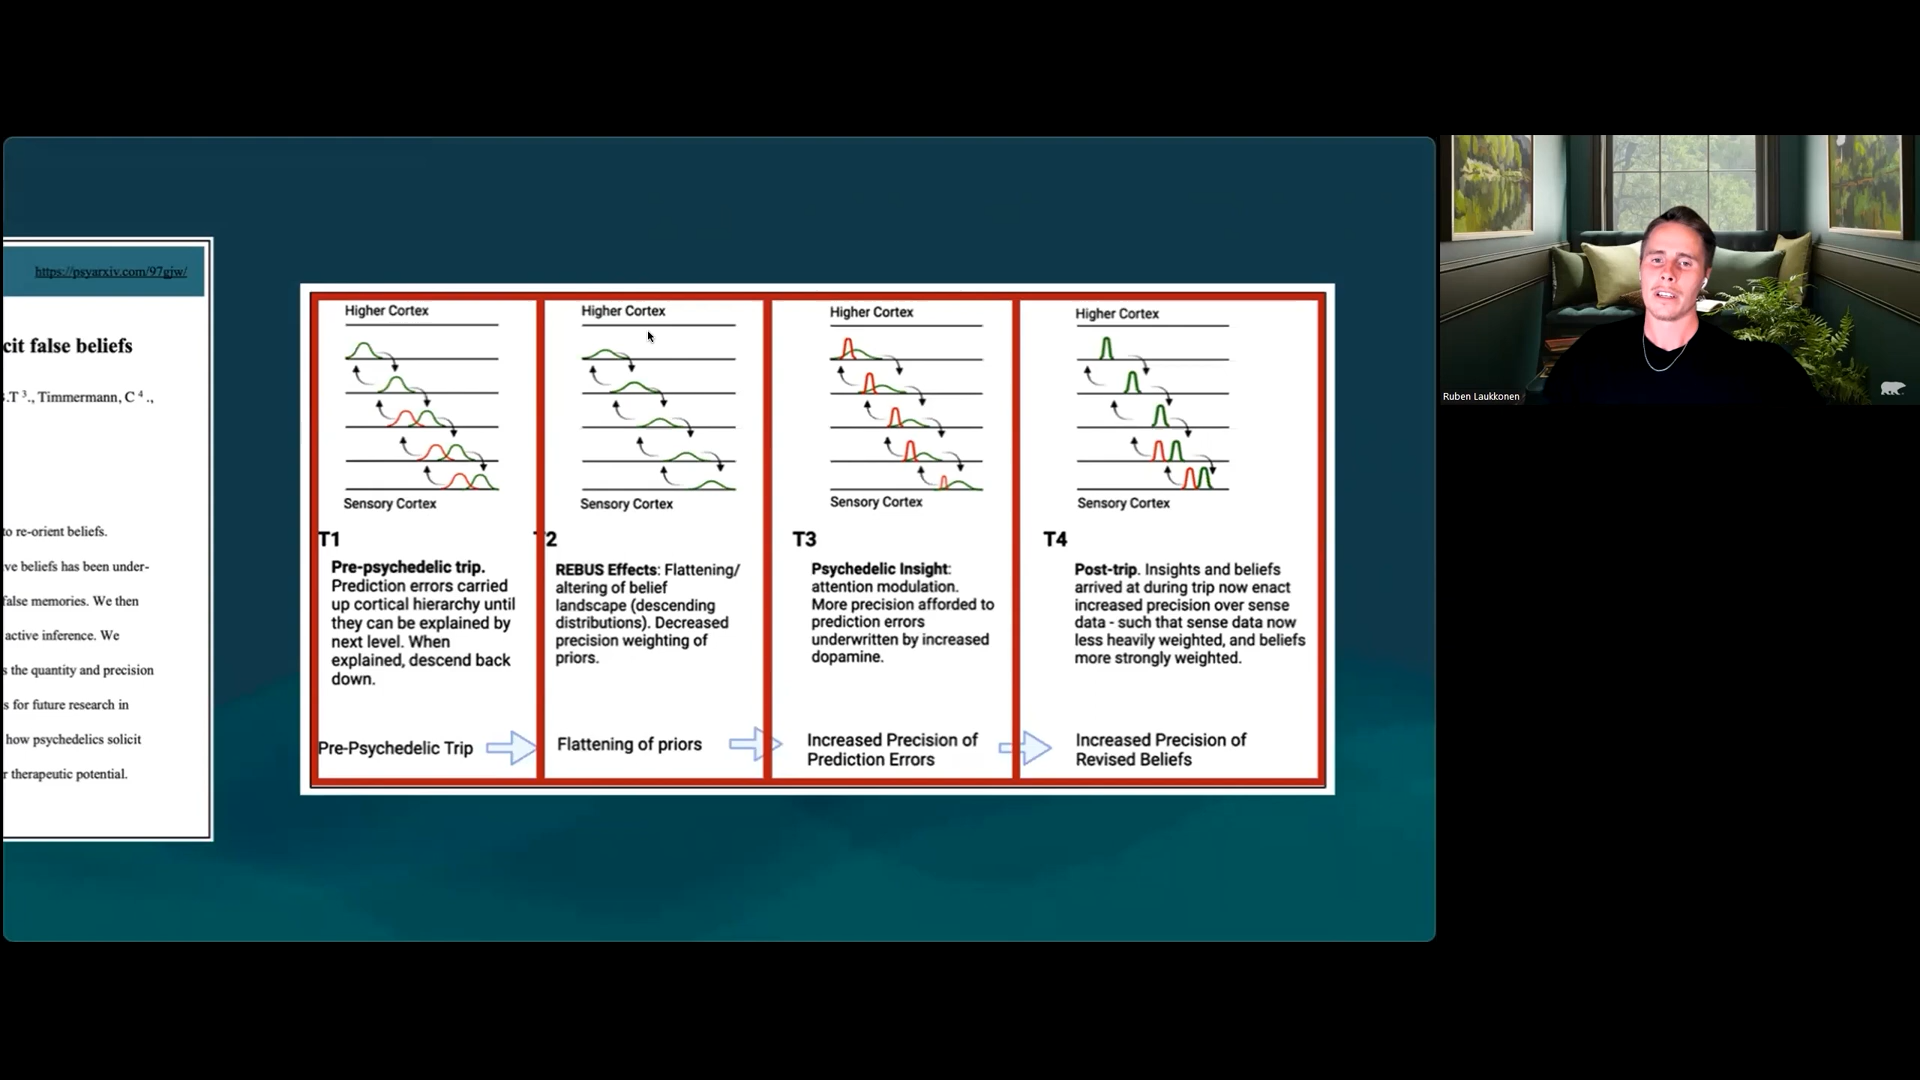 https://psyarxiv.com/97gjw/
cit false beliefs
.T 3., Timmermann, C 4.,
to re-orient beliefs.
ve beliefs has been under-
false memories. We then
active inference. We
s the quantity and precision
s for future research in
how psychedelics solicit
r therapeutic potential.
Higher Cortex
Sensory Cortex
T1
Pre-psychedelic trip.
Prediction errors carried
up cortical hierarchy until
they can be explained by
next level. When
explained, descend back
down.
Pre-Psychedelic Trip
Higher Cortex
Sensory Cortex
T2
REBUS Effects: Flattening/
altering of belief
landscape (descending
distributions). Decreased
precision weighting of
priors.
Flattening of priors
Higher Cortex
Sensory Cortex
T3
Psychedelic Insight:
attention modulation.
More precision afforded to
prediction errors
underwritten by increased
dopamine.
Increased Precision of
Prediction Errors
Higher Cortex
Sensory Cortex
T4
Post-trip. Insights and beliefs
arrived at during trip now enact
increased precision over sense
data - such that sense data now
less heavily weighted, and beliefs
more strongly weighted.
Increased Precision of
Revised Beliefs
Ruben Laukkonen